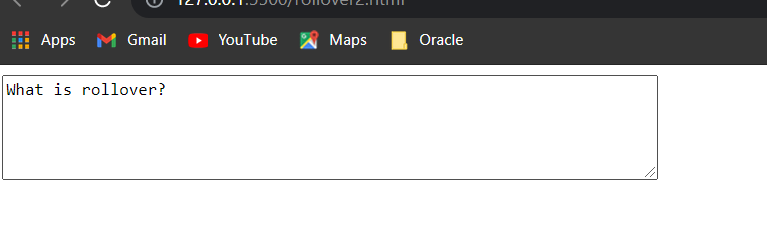 127.0.0.1:5500/rollover2.html
Apps Gmail YouTube Maps Oracle
What is rollover?